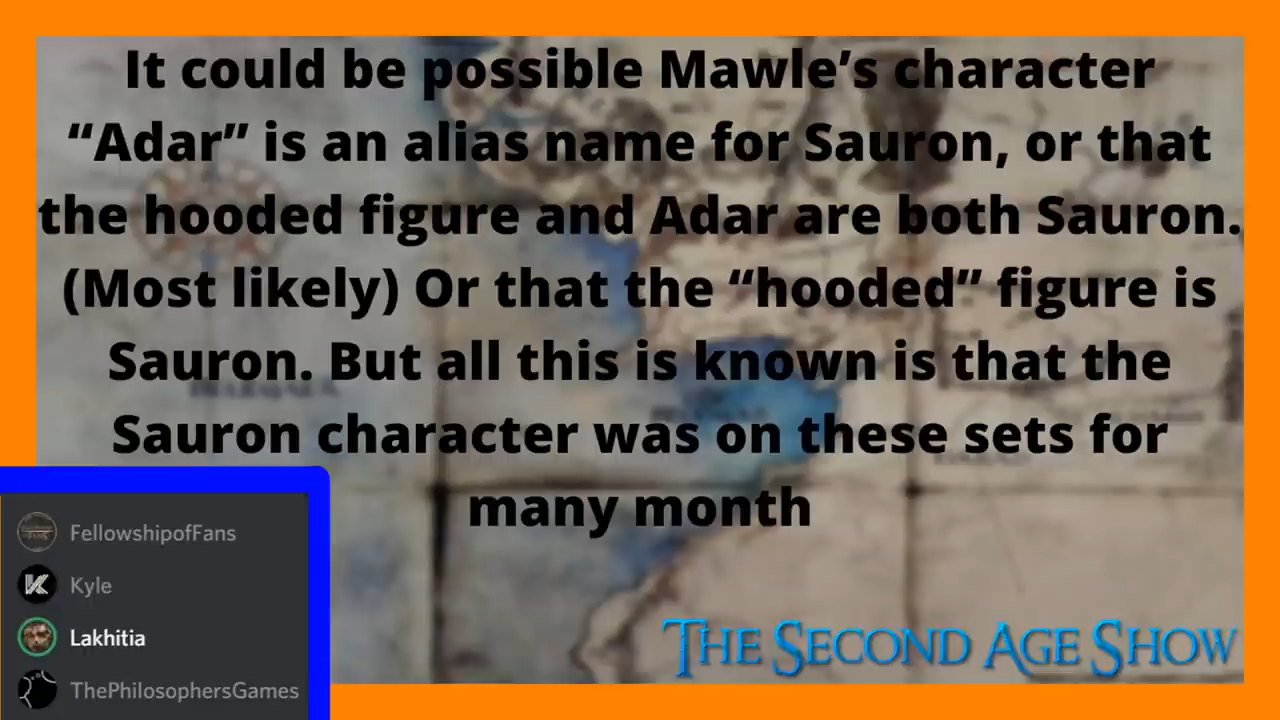 It could be possible Mawle’s character
“Adar” is an alias name for Sauron, or that
the hooded figure and Adar are both Sauron.
(Most likely) Or that the “hooded” figure is
Sauron. But all this is known is that the
Sauron character was on these sets for
many month
FellowshipofFans
Kyle
Lakhitia
ThePhilosophersGames
The Second Age Show